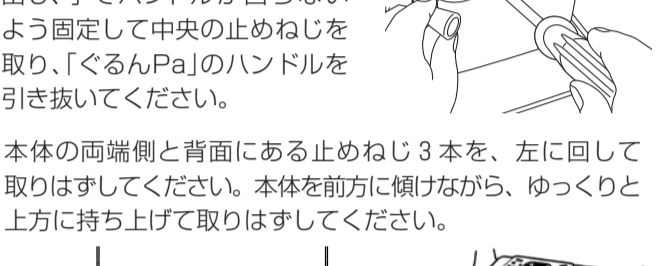 よう固定して中央の止めねじを
取り、「ぐるんPa」のハンドルを
引き抜いてください。
本体の両端側と背面にある止めねじ3本を、左に回して
取りはずしてください。本体を前方に傾けながら、ゆっくりと
上方に持ち上げて取りはずしてください。